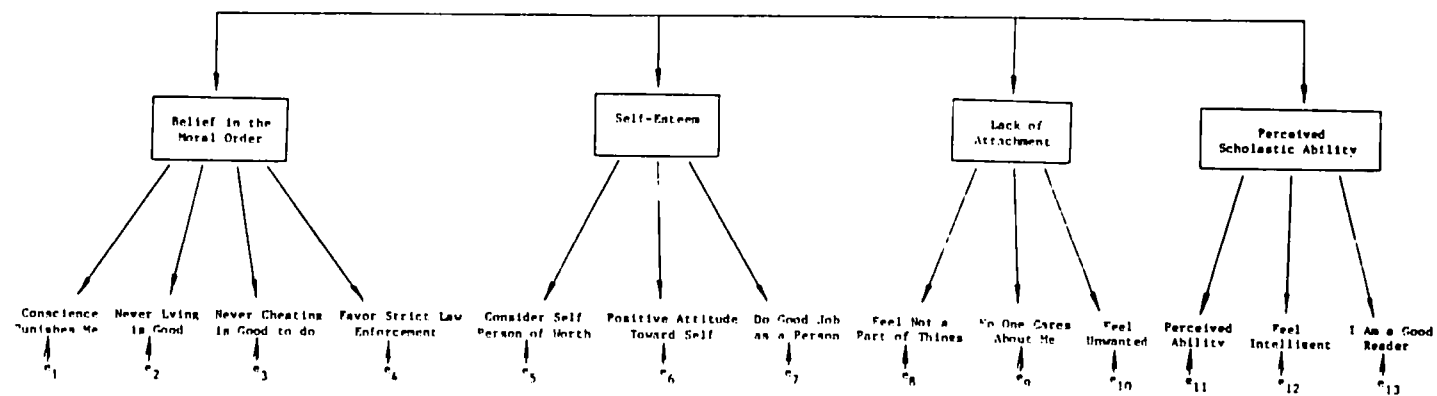 Belief in the
Moral Order
Self-Esteem
Lack of
Attachment
Perceived
Scholastic Ability
Conscience
Punishes Me
Never Lying
is Good
Never Cheating
is Good to do
Favor Strict Law
Enforcement
Consider Self
Person of Worth
Positive Attitude
Toward Self
Do Good Job
as a Person
Feel Not a
Part of Things
No One Cares
About Me
Feel
Unwanted
Perceived
Ability
Feel
Intelligent
I Am a Good
Reader
e1
e2
e3
e4
e5
e6
e7
e8
e9
e10
e11
e12
e13